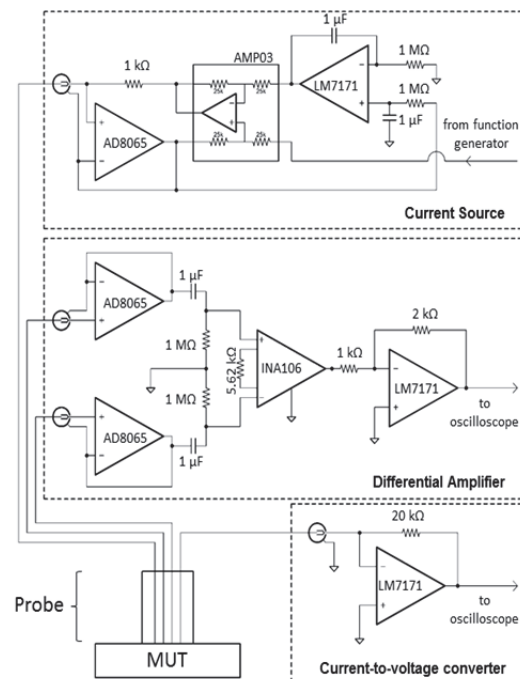 1 µF
AMP03
1 kΩ
25k
25k
LM7171
1 MΩ
1 MΩ
1 µF
AD8065
25k
25k
from function
generator
Current Source
AD8065
1 µF
1 MΩ
1 MΩ
5.62 kΩ
INA106
1 kΩ
2 kΩ
LM7171
to
oscilloscope
AD8065
1 µF
Differential Amplifier
20 kΩ
LM7171
to
oscilloscope
Current-to-voltage converter
Probe
MUT